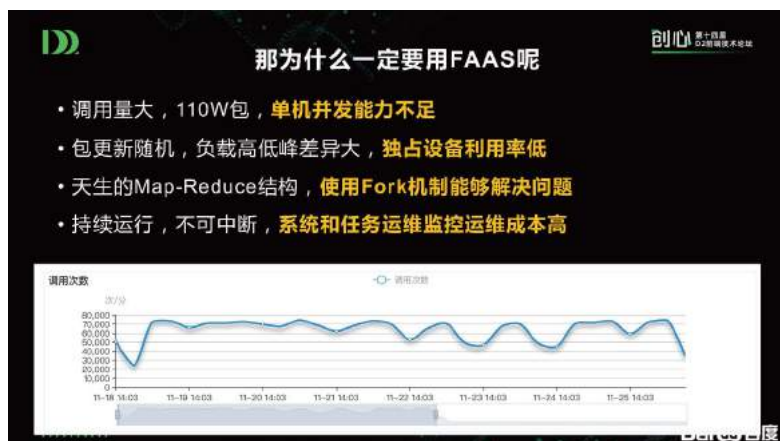 创心 第十四届
D2前端技术论坛
那为什么一定要用FAAS呢
• 调用量大，110W包，单机并发能力不足
• 包更新随机，负载高低峰差异大，独占设备利用率低
• 天生的Map-Reduce结构，使用Fork机制能够解决问题
• 持续运行，不可中断，系统和任务运维监控运维成本高
调用次数
调用次数
次/分
80,000
70,000
60,000
50,000
40,000
30,000
20,000
10,000
0
11-18 14:03 11-19 14:03 11-20 14:03 11-21 14:03 11-22 14:03 11-23 14:03 11-24 14:03 11-25 14:03